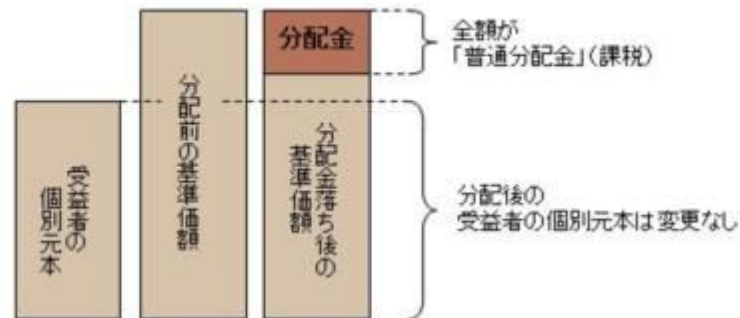 受益者の
個別元本
分配前の基準価額
分配金
分配金落ち後の
基準価額
全額が
「普通分配金」(課税)
分配後の
受益者の個別元本は変更なし